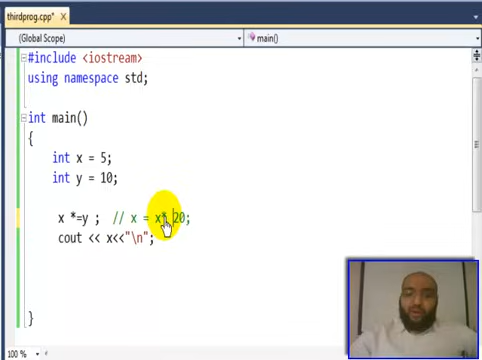 thirdprog.cpp* X
(Global Scope) main()
#include <iostream>
using namespace std;
int main()
{
int x = 5;
int y = 10;
x *=y ; // x = x* 20;
cout << x<<"\n";
}
100 %